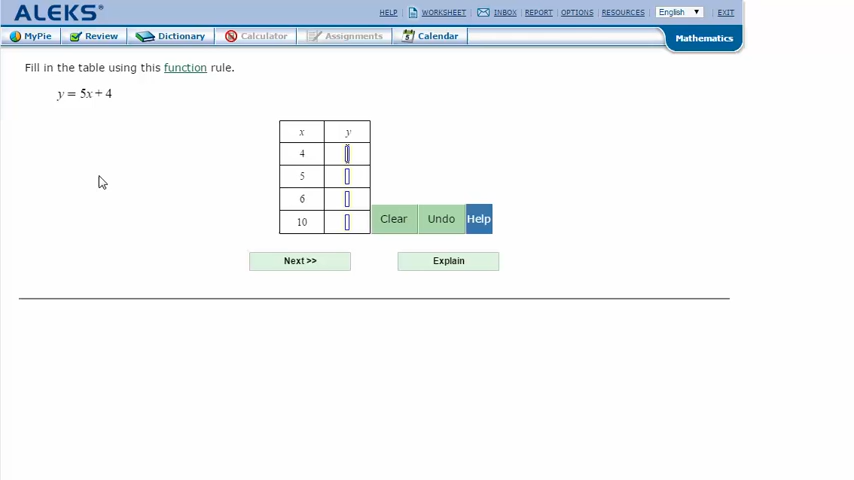 ALEKS®
HELP WORKSHEET INBOX REPORT OPTIONS RESOURCES English ▼ EXIT
MyPie Review Dictionary Calculator Assignments Calendar Mathematics
Fill in the table using this function rule.
y = 5x + 4
x y
4
5
6
10
Clear Undo Help
Next >> Explain